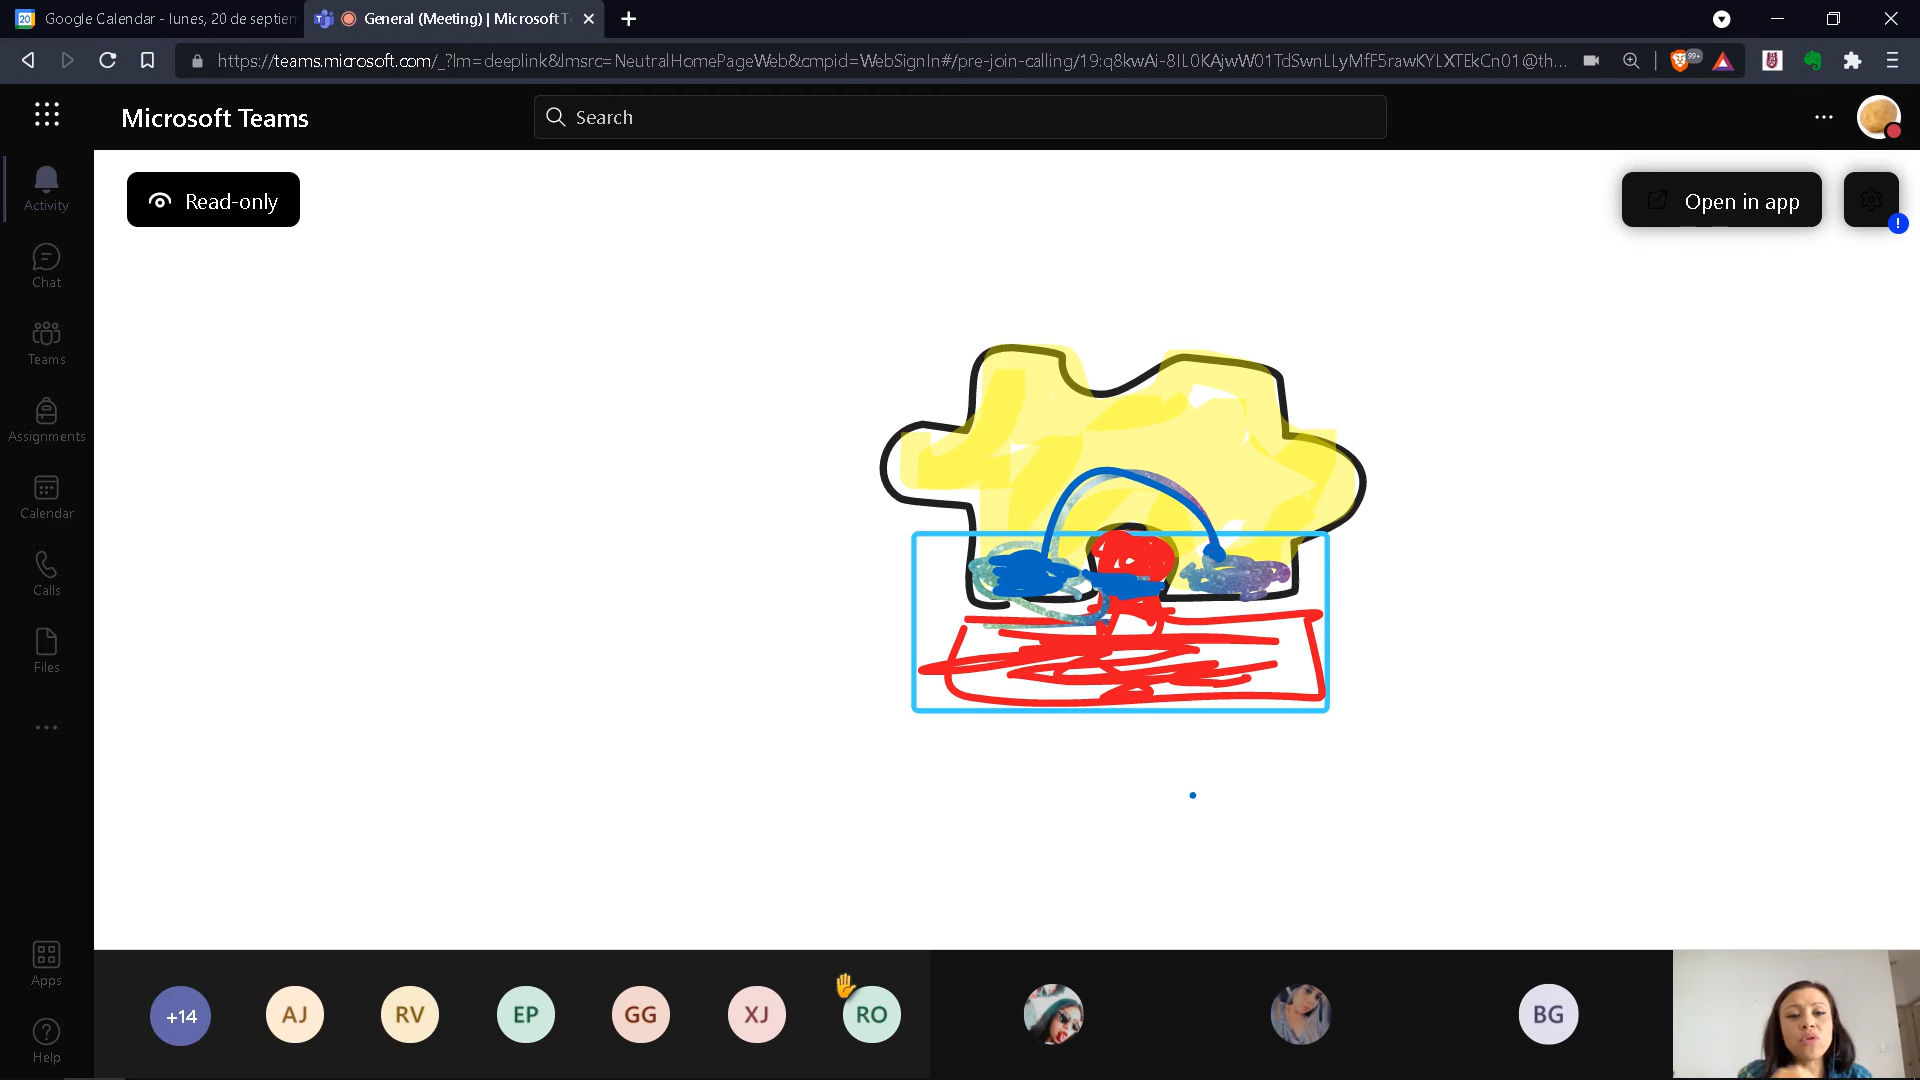 Google Calendar - lunes, 20 de septien
General (Meeting) | Microsoft T
https://teams.microsoft.com/_?lm=deeplink&lmsrc=NeutralHomePageWeb&cmpid=WebSignIn#/pre-join-calling/19:q8kwAi-8IL0KAjwW01TdSwnLLyMfF5rawKYLXTEkCn01@th...
99+
Microsoft Teams
Search
Read-only
Open in app
Activity
Chat
Teams
Assignments
Calendar
Calls
Files
Apps
Help
+14
AJ
RV
EP
GG
XJ
RO
BG